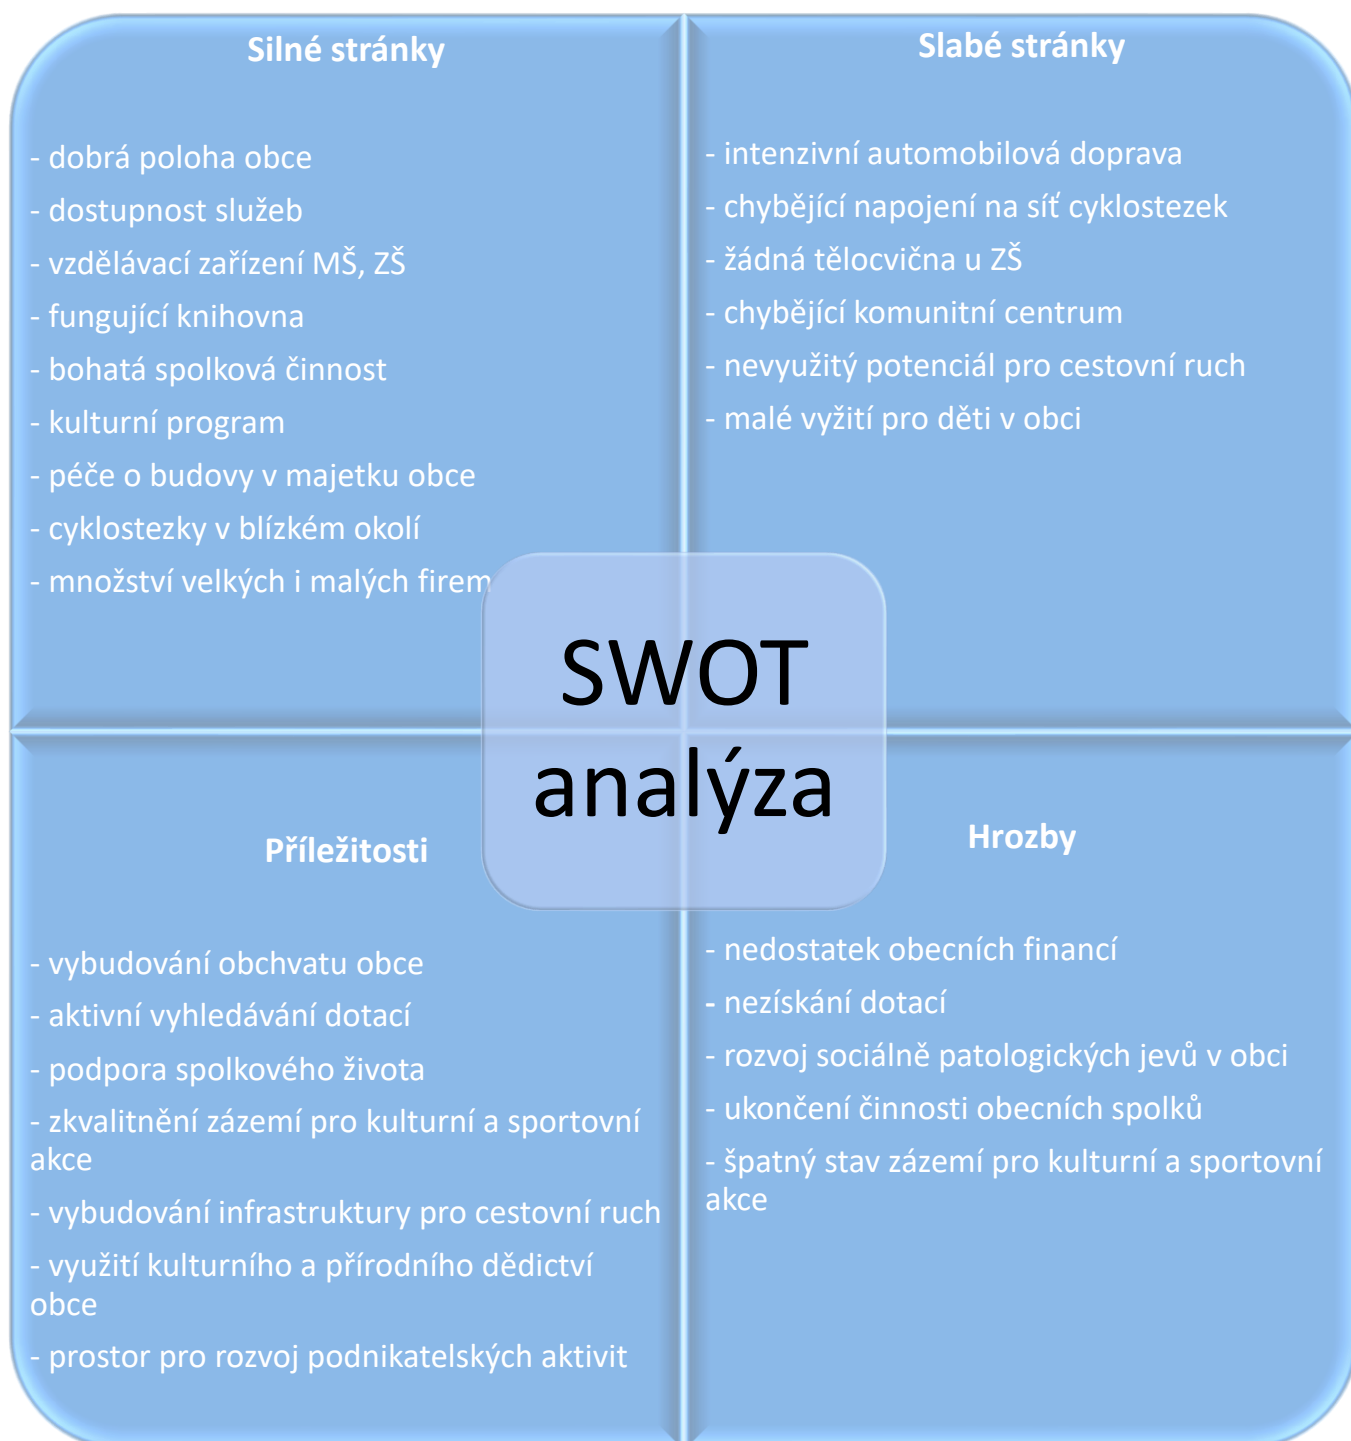 Silné stránky
- dobrá poloha obce
- dostupnost služeb
- vzdělávací zařízení MŠ, ZŠ
- fungující knihovna
- bohatá spolková činnost
- kulturní program
- péče o budovy v majetku obce
- cyklostezky v blízkém okolí
- množství velkých i malých firem
Slabé stránky
- intenzivní automobilová doprava
- chybějící napojení na síť cyklostezek
- žádná tělocvična u ZŠ
- chybějící komunitní centrum
- nevyužitý potenciál pro cestovní ruch
- malé vyžití pro děti v obci
SWOT
analýza
Příležitosti
- vybudování obchvatu obce
- aktivní vyhledávání dotací
- podpora spolkového života
- zkvalitnění zázemí pro kulturní a sportovní
akce
- vybudování infrastruktury pro cestovní ruch
- využití kulturního a přírodního dědictví
obce
- prostor pro rozvoj podnikatelských aktivit
Hrozby
- nedostatek obecních financí
- nezískání dotací
- rozvoj sociálně patologických jevů v obci
- ukončení činnosti obecních spolků
- špatný stav zázemí pro kulturní a sportovní
akce